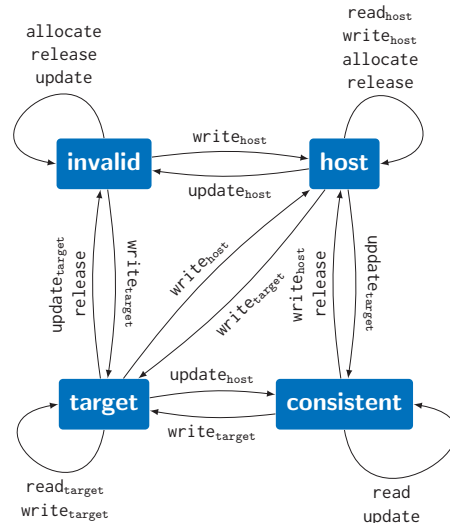 allocate
release
update
read_host
write_host
allocate
release
invalid
write_host
host
update_host
update_target
release
write_target
write_host
write_target
write_host
release
update_target
target
update_host
consistent
write_target
read_target
write_target
read
update